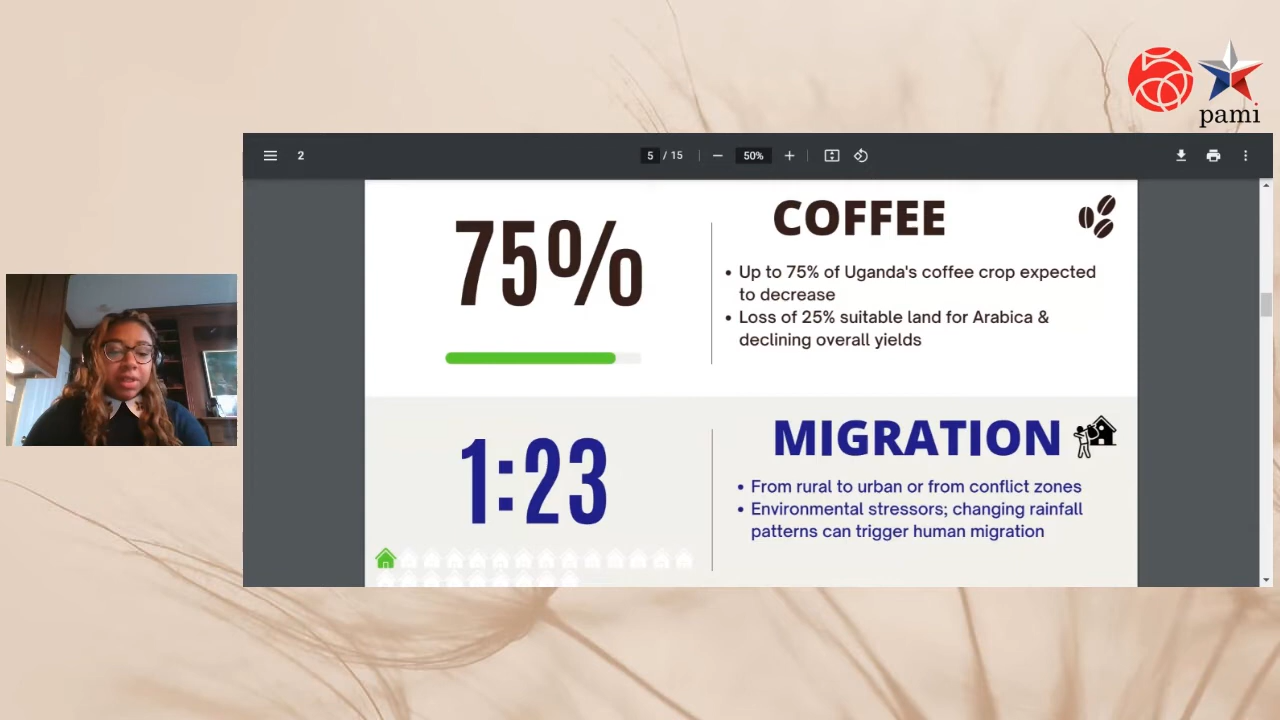 pami
2
5 / 15
50%
75%
COFFEE
• Up to 75% of Uganda's coffee crop expected
to decrease
• Loss of 25% suitable land for Arabica &
declining overall yields
1:23
MIGRATION
• From rural to urban or from conflict zones
• Environmental stressors; changing rainfall
patterns can trigger human migration